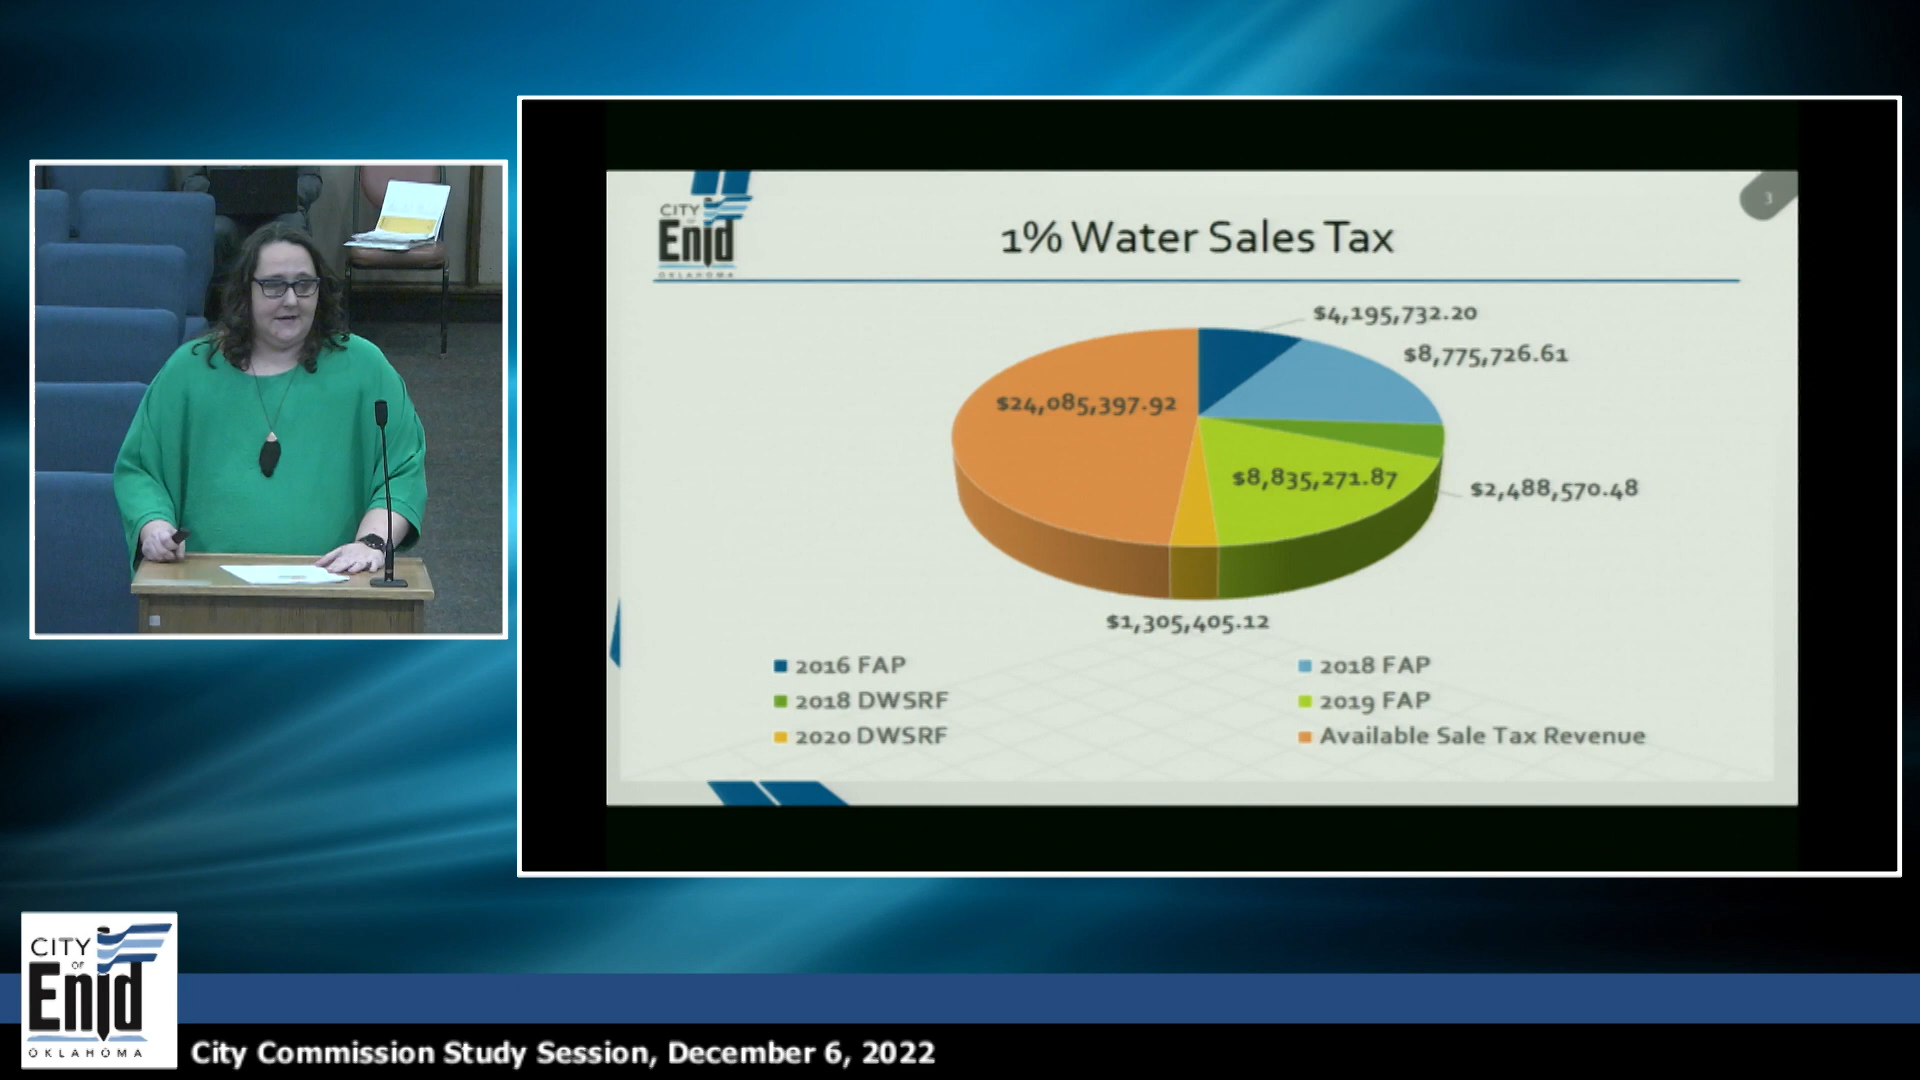 CITY
OF
Enid
OKLAHOMA
3
1% Water Sales Tax
$4,195,732.20
$8,775,726.61
$24,085,397.92
$8,835,271.87
$2,488,570.48
$1,305,405.12
2016 FAP
2018 FAP
2018 DWSRF
2019 FAP
2020 DWSRF
Available Sale Tax Revenue
CITY
OF
Enid
OKLAHOMA
City Commission Study Session, December 6, 2022